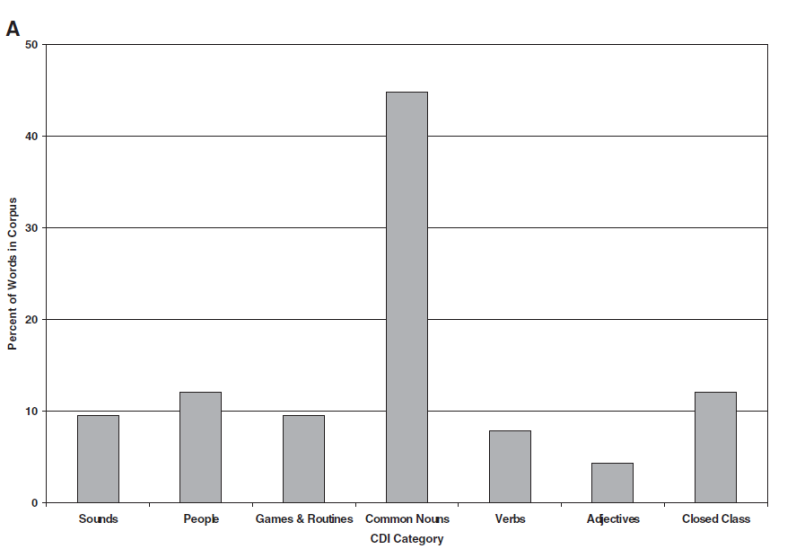 A
50
40
30
20
10
0
Percent of Words in Corpus
Sounds People Games & Routines Common Nouns Verbs Adjectives Closed Class
CDI Category